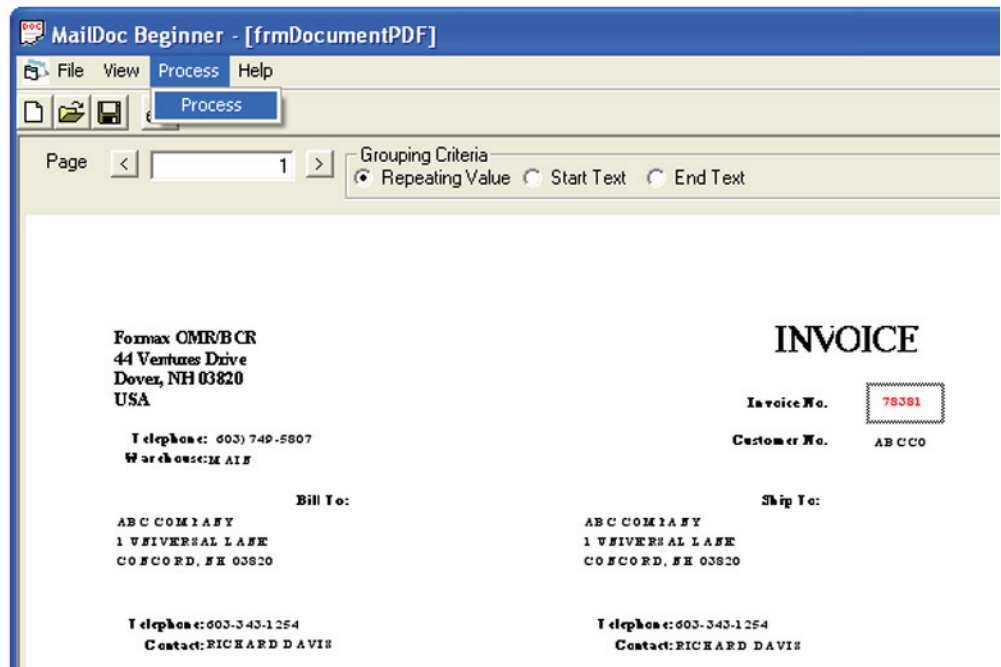 DOC MailDoc Beginner - [frmDocumentPDF]
File View Process Help
Process
Page < 1 > Grouping Criteria
Repeating Value Start Text End Text
Formax OMR/BCR INVOICE
44 Ventures Drive
Dover, NH 03820
USA Invoice No. 78381
Telephone: 603) 749-5807 Customer No. ABCC0
Warehouse: MAIN
Bill To: Ship To:
ABC COMPANY ABC COMPANY
1 UNIVERSAL LANE 1 UNIVERSAL LANE
CONCORD, NH 03820 CONCORD, NH 03820
Telephone: 603-343-1254 Telephone: 603-343-1254
Contact: RICHARD DAVIS Contact: RICHARD DAVIS